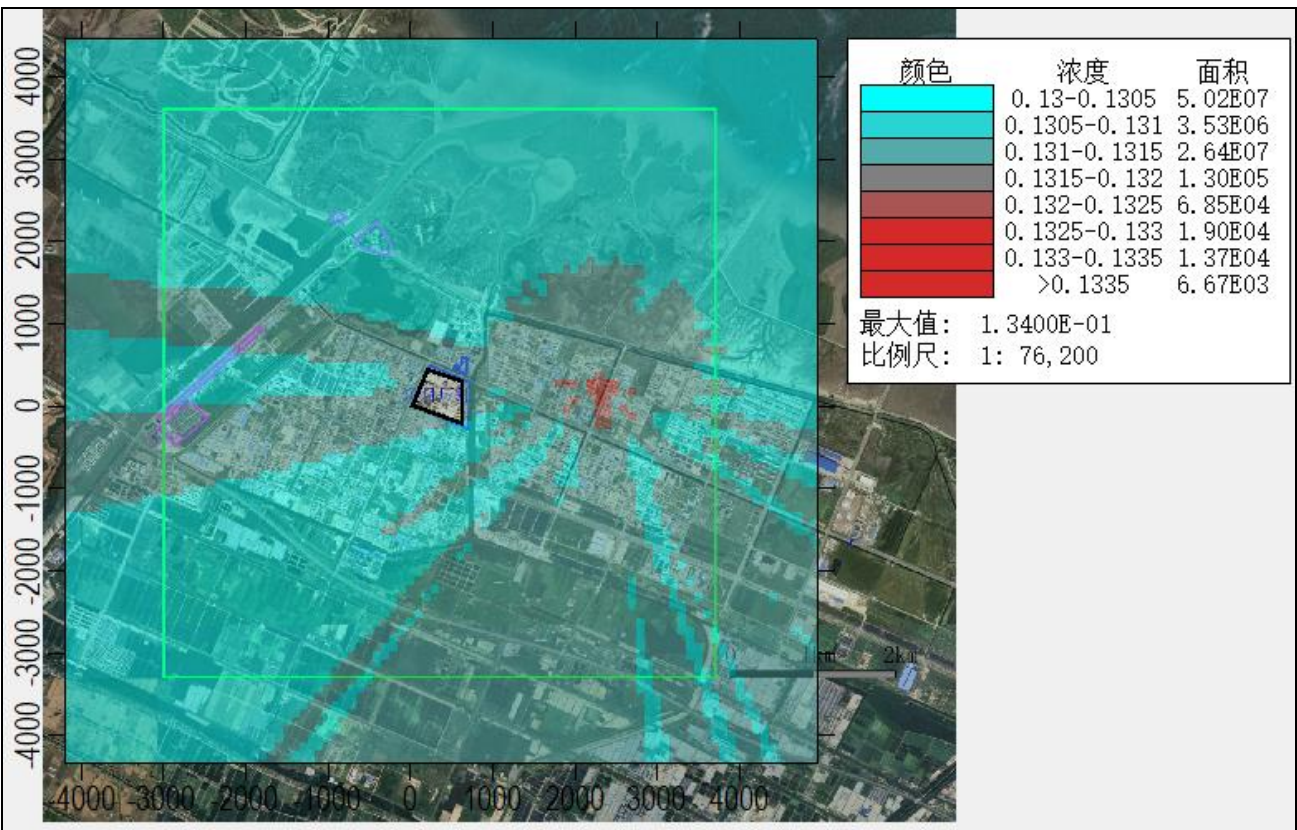 颜色 浓度 面积
0.13-0.1305 5.02E07
0.1305-0.131 3.53E06
0.131-0.1315 2.64E07
0.1315-0.132 1.30E05
0.132-0.1325 6.85E04
0.1325-0.133 1.90E04
0.133-0.1335 1.37E04
>0.1335 6.67E03
最大值: 1.3400E-01
比例尺: 1: 76,200
4000
3000
2000
1000
0
-1000
-2000
-3000
-4000
0 1km 2km
-4000 -3000 -2000 -1000 0 1000 2000 3000 4000